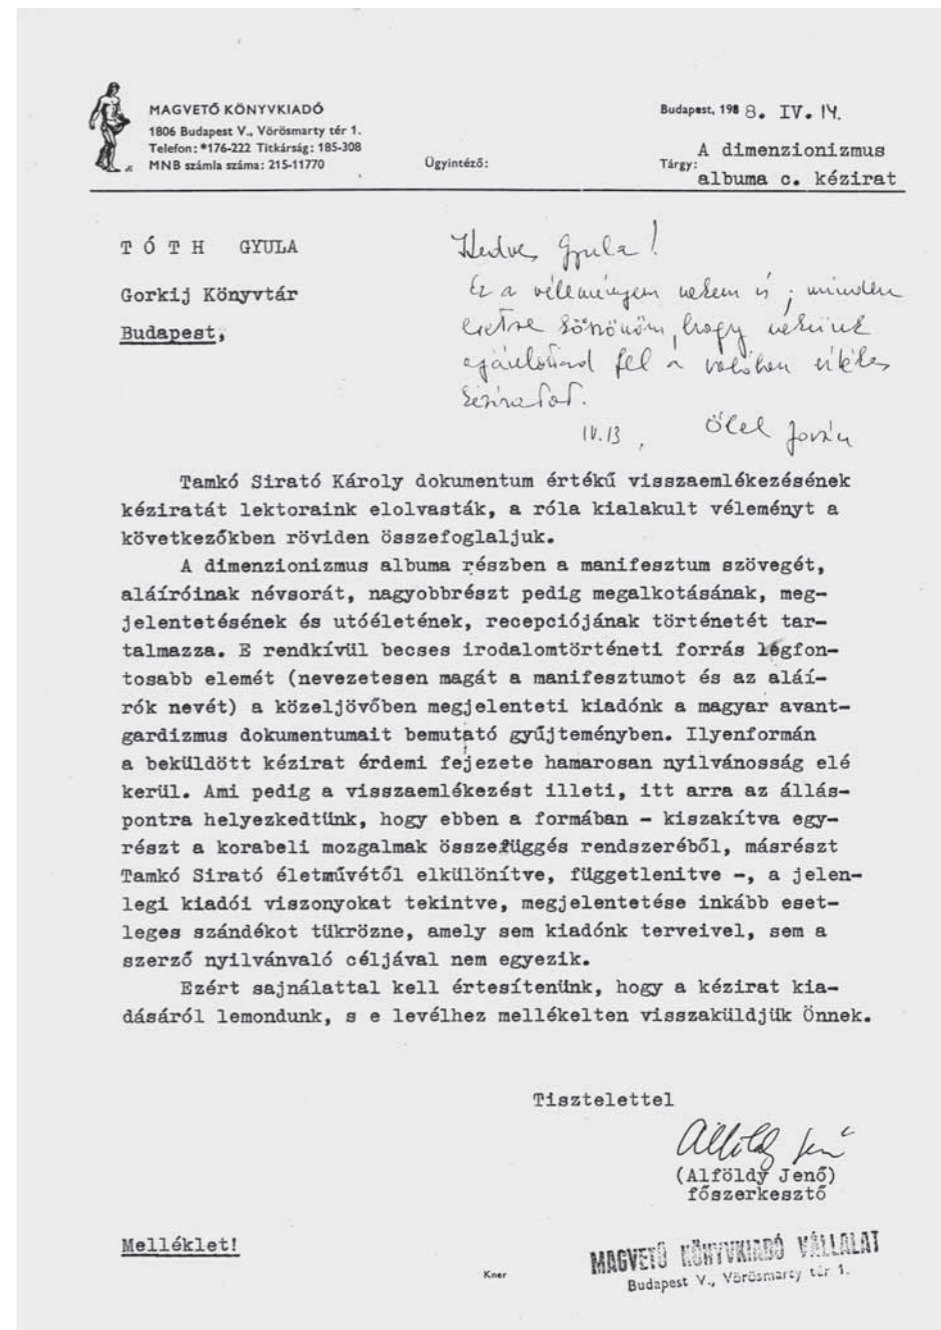 MAGVETŐ KÖNYVKIADÓ
1806 Budapest V., Vörösmarty tér 1.
Telefon: *176-222 Titkárság: 185-308
MNB számla száma: 215-11770
Ügyintéző:
Budapest, 198 8. IV. 14.
Tárgy: A dimenzionizmus
albuma c. kézirat
T Ó T H GYULA
Gorkij Könyvtár
Budapest,
Kedves Gyula!
Ez a véleményem nekem is; minden
esetre köszönöm, hogy nekünk
ajánlottad fel a valóban értékes
kéziratot.
IV.13, Ölel
Tamkó Sirató Károly dokumentum értékű visszaemlékezésének
kéziratát lektoraink elolvasták, a róla kialakult véleményt a
következőkben röviden összefoglaljuk.
A dimenzionizmus albuma részben a manifesztum szövegét,
aláíróinak névsorát, nagyobbrészt pedig megalkotásának, meg-
jelentetésének és utóéletének, recepciójának történetét tar-
talmazza. E rendkívül becses irodalomtörténeti forrás légfon-
tosabb elemét (nevezetesen magát a manifesztumot és az aláí-
rók nevét) a közeljövőben megjelenteti kiadónk a magyar avant-
gardizmus dokumentumait bemutató gyűjteményben. Ilyenformán
a beküldött kézirat érdemi fejezete hamarosan nyilvánosság elé
kerül. Ami pedig a visszaemlékezést illeti, itt arra az állás-
pontra helyezkedtünk, hogy ebben a formában - kiszakítva egy-
részt a korabeli mozgalmak összefüggés rendszeréből, másrészt
Tamkó Sirató életművétől elkülönítve, függetlenitve -, a jelen-
legi kiadói viszonyokat tekintve, megjelentetése inkább eset-
leges szándékot tükrözne, amely sem kiadónk terveivel, sem a
szerző nyilvánvaló céljával nem egyezik.
Ezért sajnálattal kell értesítenünk, hogy a kézirat kia-
dásáról lemondunk, s e levélhez mellékelten visszaküldjük Önnek.
Tisztelettel
Alföldy Jenő
(Alföldy Jenő)
főszerkesztő
Melléklet!
Kner
MAGVETŐ KÖNYVKIADÓ VÁLLALAT
Budapest V., Vörösmarty tér 1.